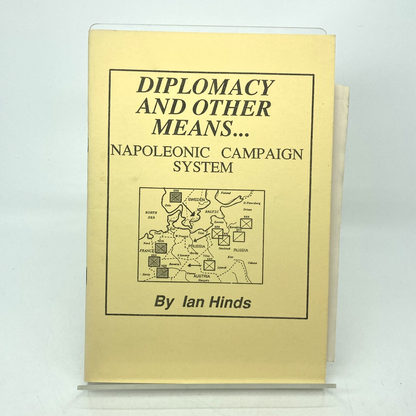 DIPLOMACY
AND OTHER
MEANS...
NAPOLEONIC CAMPAIGN
SYSTEM
SWEDEN
NORTH
SEA
BALTIC
PRUSSIA
RUSSIA
FRANCE
AUSTRIA
By Ian Hinds